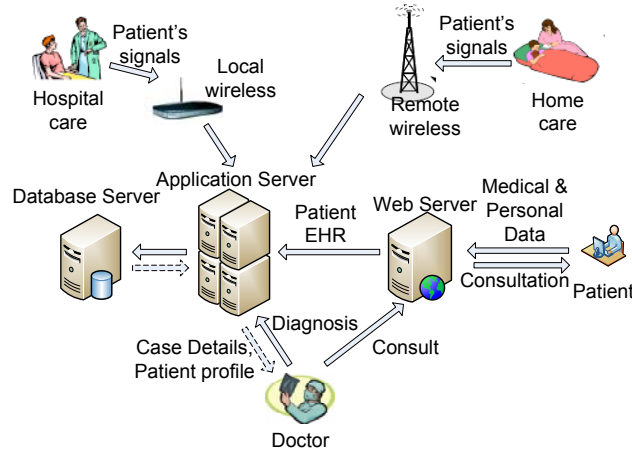 Patient's
signals
Hospital
care
Local
wireless
Patient's
signals
Remote
wireless
Home
care
Application Server
Database Server
Patient
EHR
Web Server
Medical &
Personal
Data
Consultation
Patient
Diagnosis
Case Details,
Patient profile
Consult
Doctor